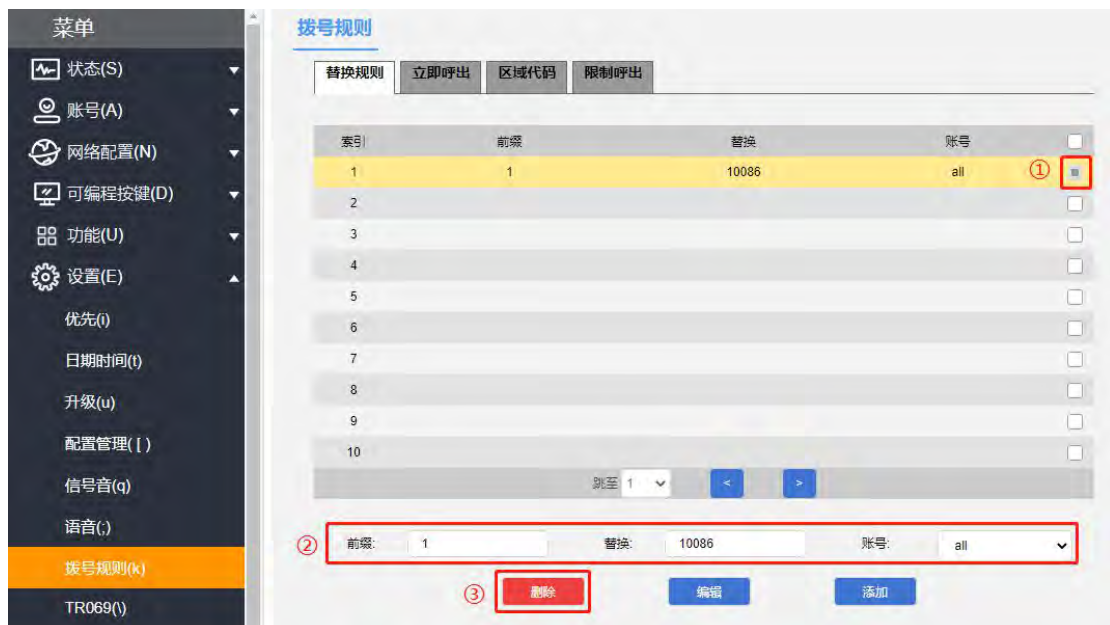 菜单
状态(S)
账号(A)
网络配置(N)
可编程按键(D)
功能(U)
设置(E)
优先(i)
日期时间(t)
升级(u)
配置管理( [ )
信号音(q)
语音(;)
拨号规则(k)
TR069(\)
拨号规则
替换规则 立即呼出 区域代码 限制呼出
索引 前缀 替换 账号
1 1 10086 all ①
2
3
4
5
6
7
8
9
10
跳至 1 < >
② 前缀: 1 替换: 10086 账号: all
③ 删除 编辑 添加